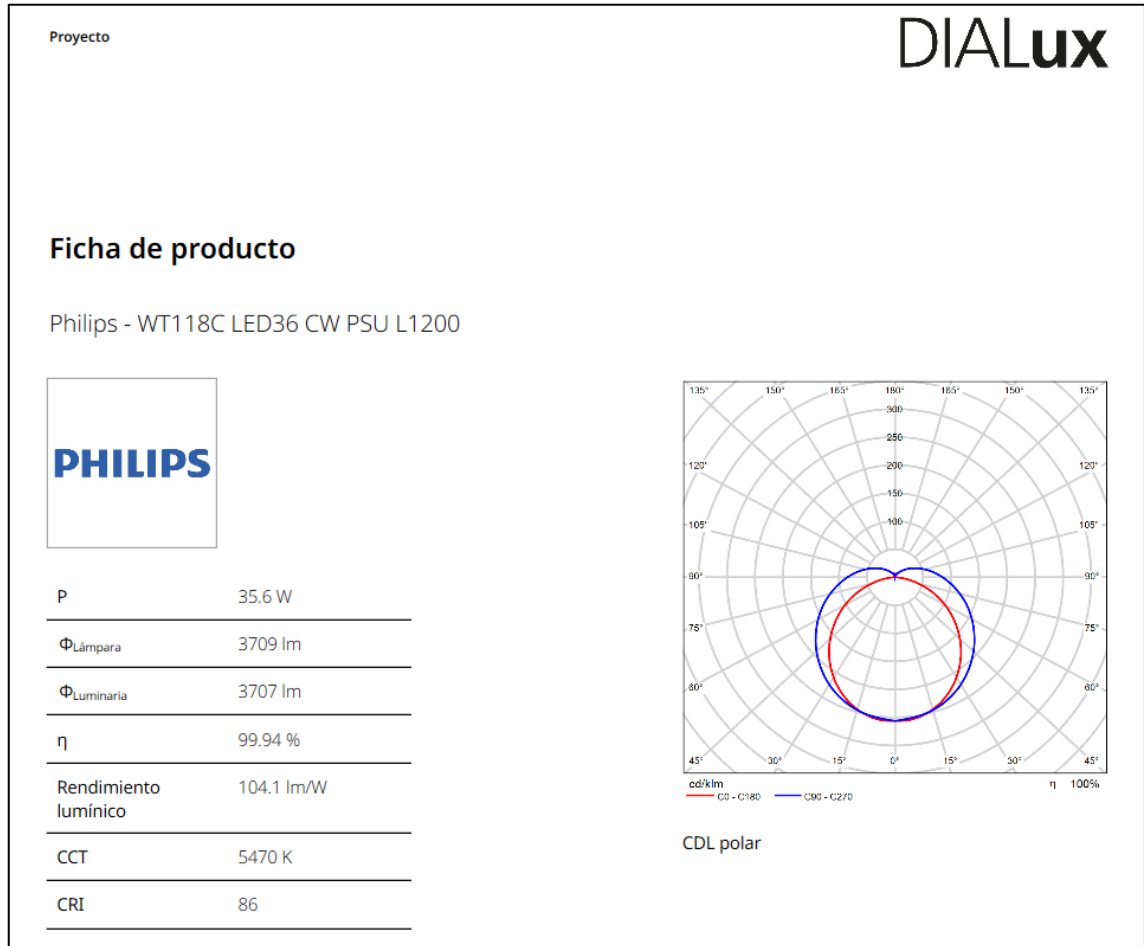 Proyecto
DIALux
Ficha de producto
Philips - WT118C LED36 CW PSU L1200
PHILIPS
P 35.6 W
ΦLámpara 3709 lm
ΦLuminaria 3707 lm
η 99.94 %
Rendimiento lumínico 104.1 lm/W
CCT 5470 K
CRI 86
135° 150° 165° 180° 165° 150° 135°
300
250
120° 200 120°
150
105° 100 105°
90° 90°
75° 75°
60° 60°
45° 30° 15° 0° 15° 30° 45°
cd/klm η 100%
C0 - C180 C90 - C270
CDL polar